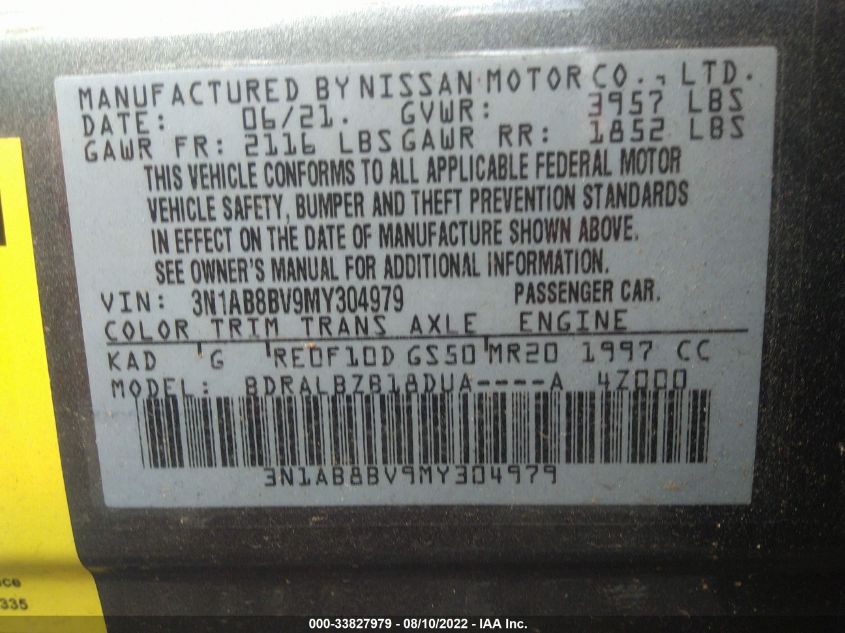 MANUFACTURED BY NISSAN MOTOR CO., LTD.
DATE: 06/21. GVWR: 3957 LBS
GAWR FR: 2116 LBS GAWR RR: 1852 LBS
THIS VEHICLE CONFORMS TO ALL APPLICABLE FEDERAL MOTOR
VEHICLE SAFETY, BUMPER AND THEFT PREVENTION STANDARDS
IN EFFECT ON THE DATE OF MANUFACTURE SHOWN ABOVE.
SEE OWNER'S MANUAL FOR ADDITIONAL INFORMATION.
VIN: 3N1AB8BV9MY304979 PASSENGER CAR.
COLOR TRIM TRANS AXLE ENGINE
KAD G RE0F10D GS50 MR20 1997 CC
MODEL: BDRALBZB18DUA----A 4Z000
3N1AB8BV9MY304979
335
000-33827979 - 08/10/2022 - IAA Inc.